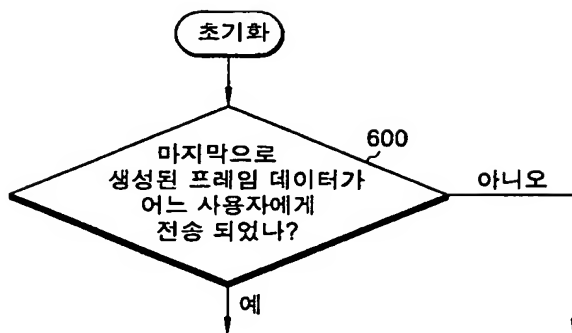 초기화
600
마지막으로
생성된 프레임 데이터가
어느 사용자에게
전송 되었나?
아니오
예